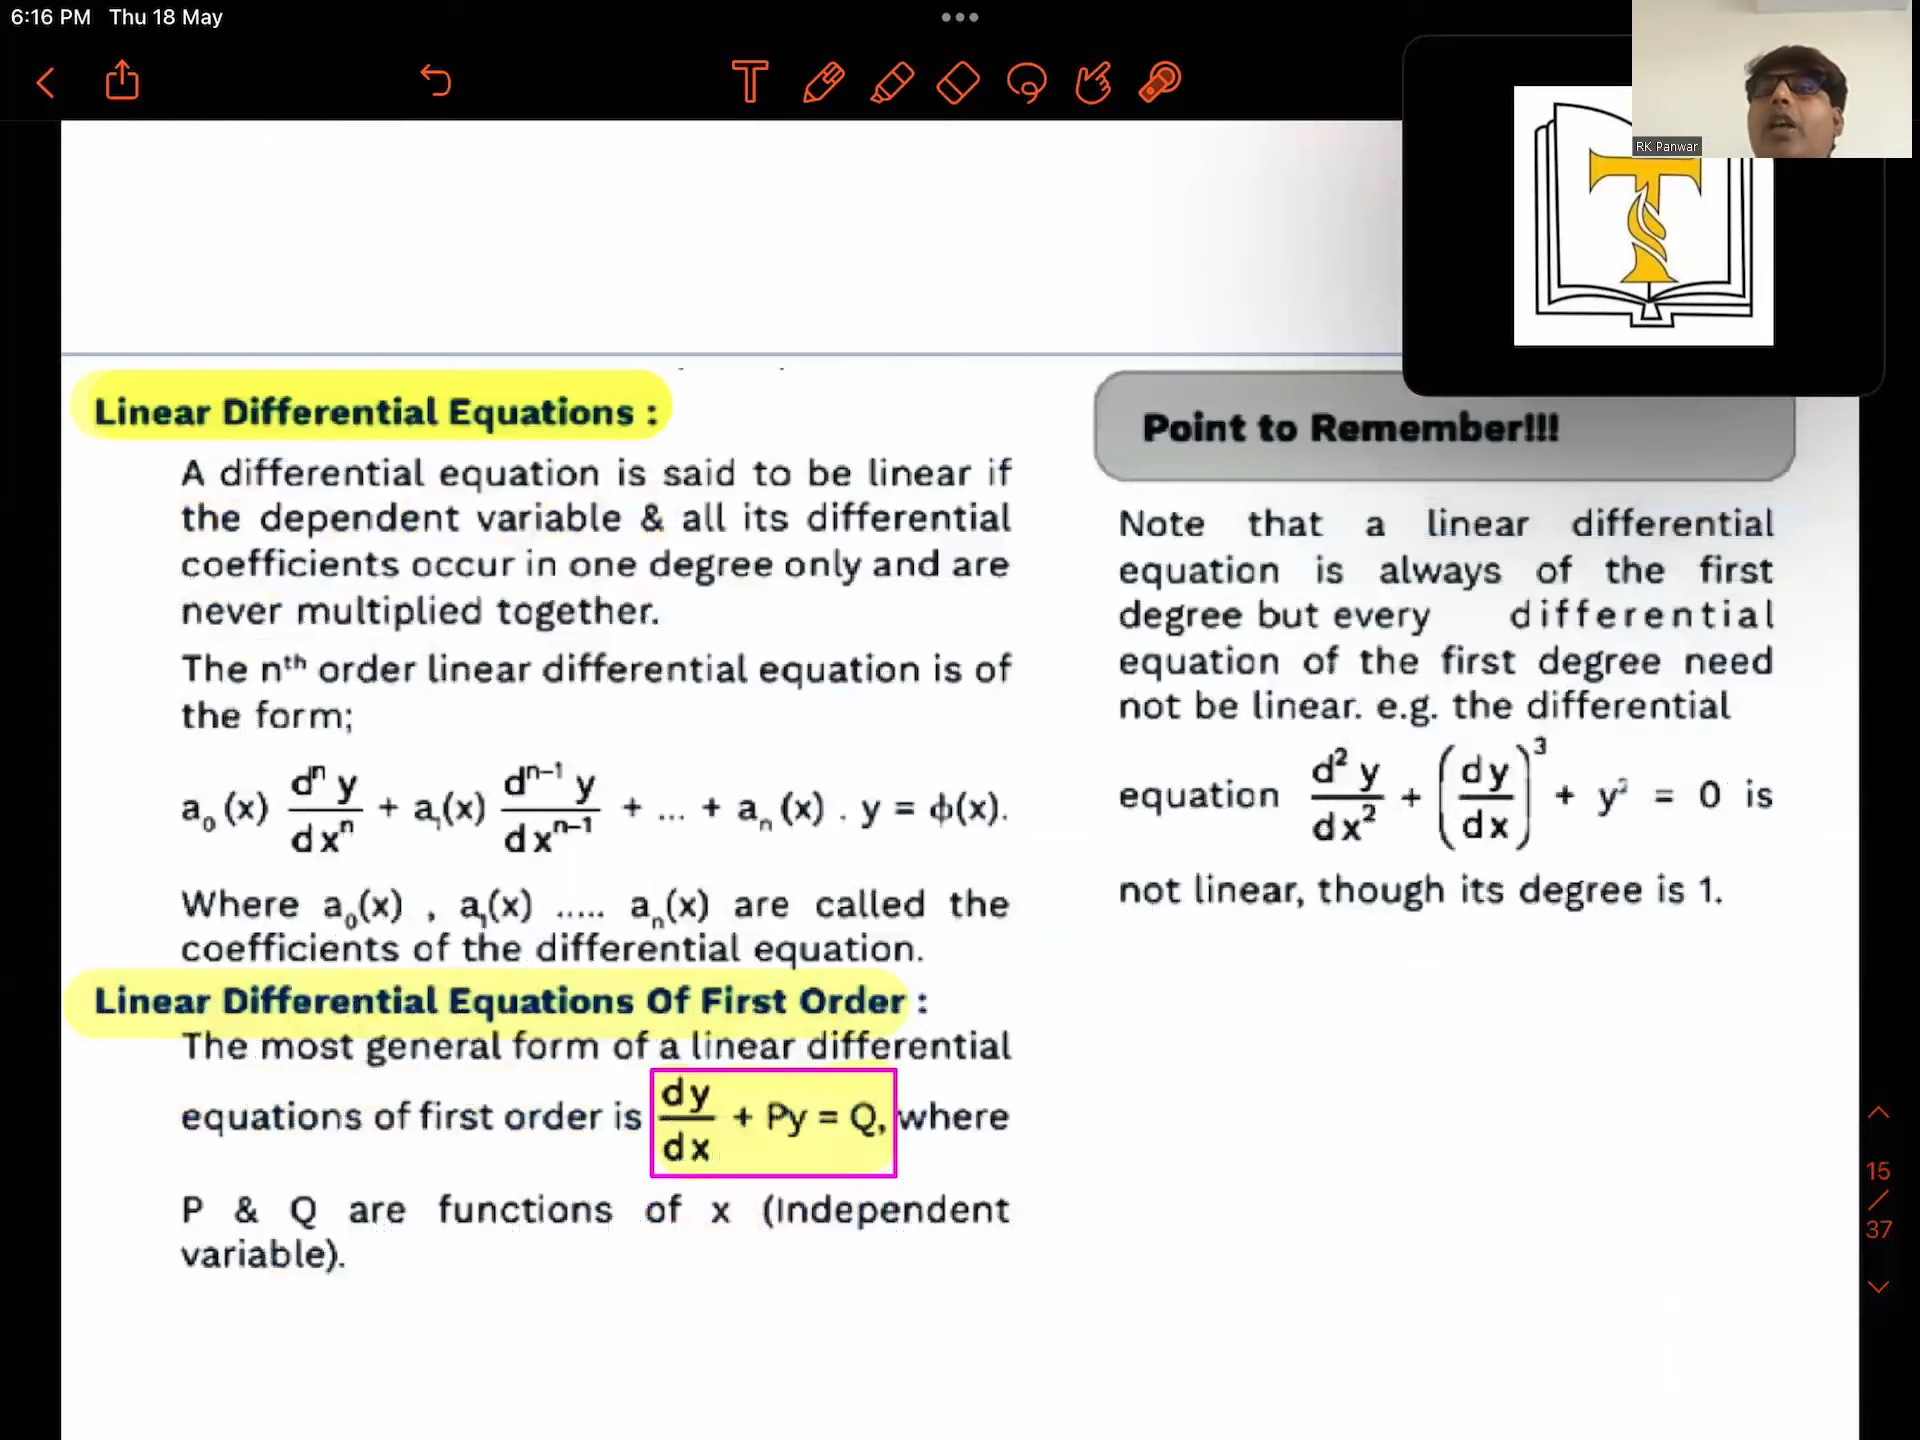 6:16 PM Thu 18 May
RK Panwar
Linear Differential Equations :
A differential equation is said to be linear if
the dependent variable & all its differential
coefficients occur in one degree only and are
never multiplied together.
The nᵗʰ order linear differential equation is of
the form;
a₀(x) dⁿy/dxⁿ + a₁(x) dⁿ⁻¹y/dxⁿ⁻¹ + ... + aₙ(x) . y = ϕ(x).
Where a₀(x) , a₁(x) ..... aₙ(x) are called the
coefficients of the differential equation.
Linear Differential Equations Of First Order :
The most general form of a linear differential
equations of first order is dy/dx + Py = Q, where
P & Q are functions of x (Independent
variable).
Point to Remember!!!
Note that a linear differential
equation is always of the first
degree but every differential
equation of the first degree need
not be linear. e.g. the differential
equation d²y/dx² + (dy/dx)³ + y² = 0 is
not linear, though its degree is 1.
15
/
37